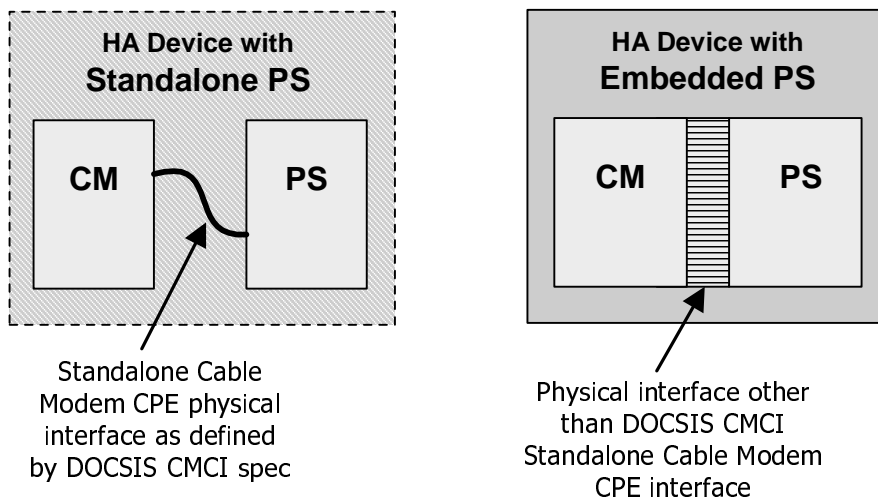 HA Device with
Standalone PS
CM
PS
Standalone Cable
Modem CPE physical
interface as defined
by DOCSIS CMCI spec
HA Device with
Embedded PS
CM
PS
Physical interface other
than DOCSIS CMCI
Standalone Cable Modem
CPE interface